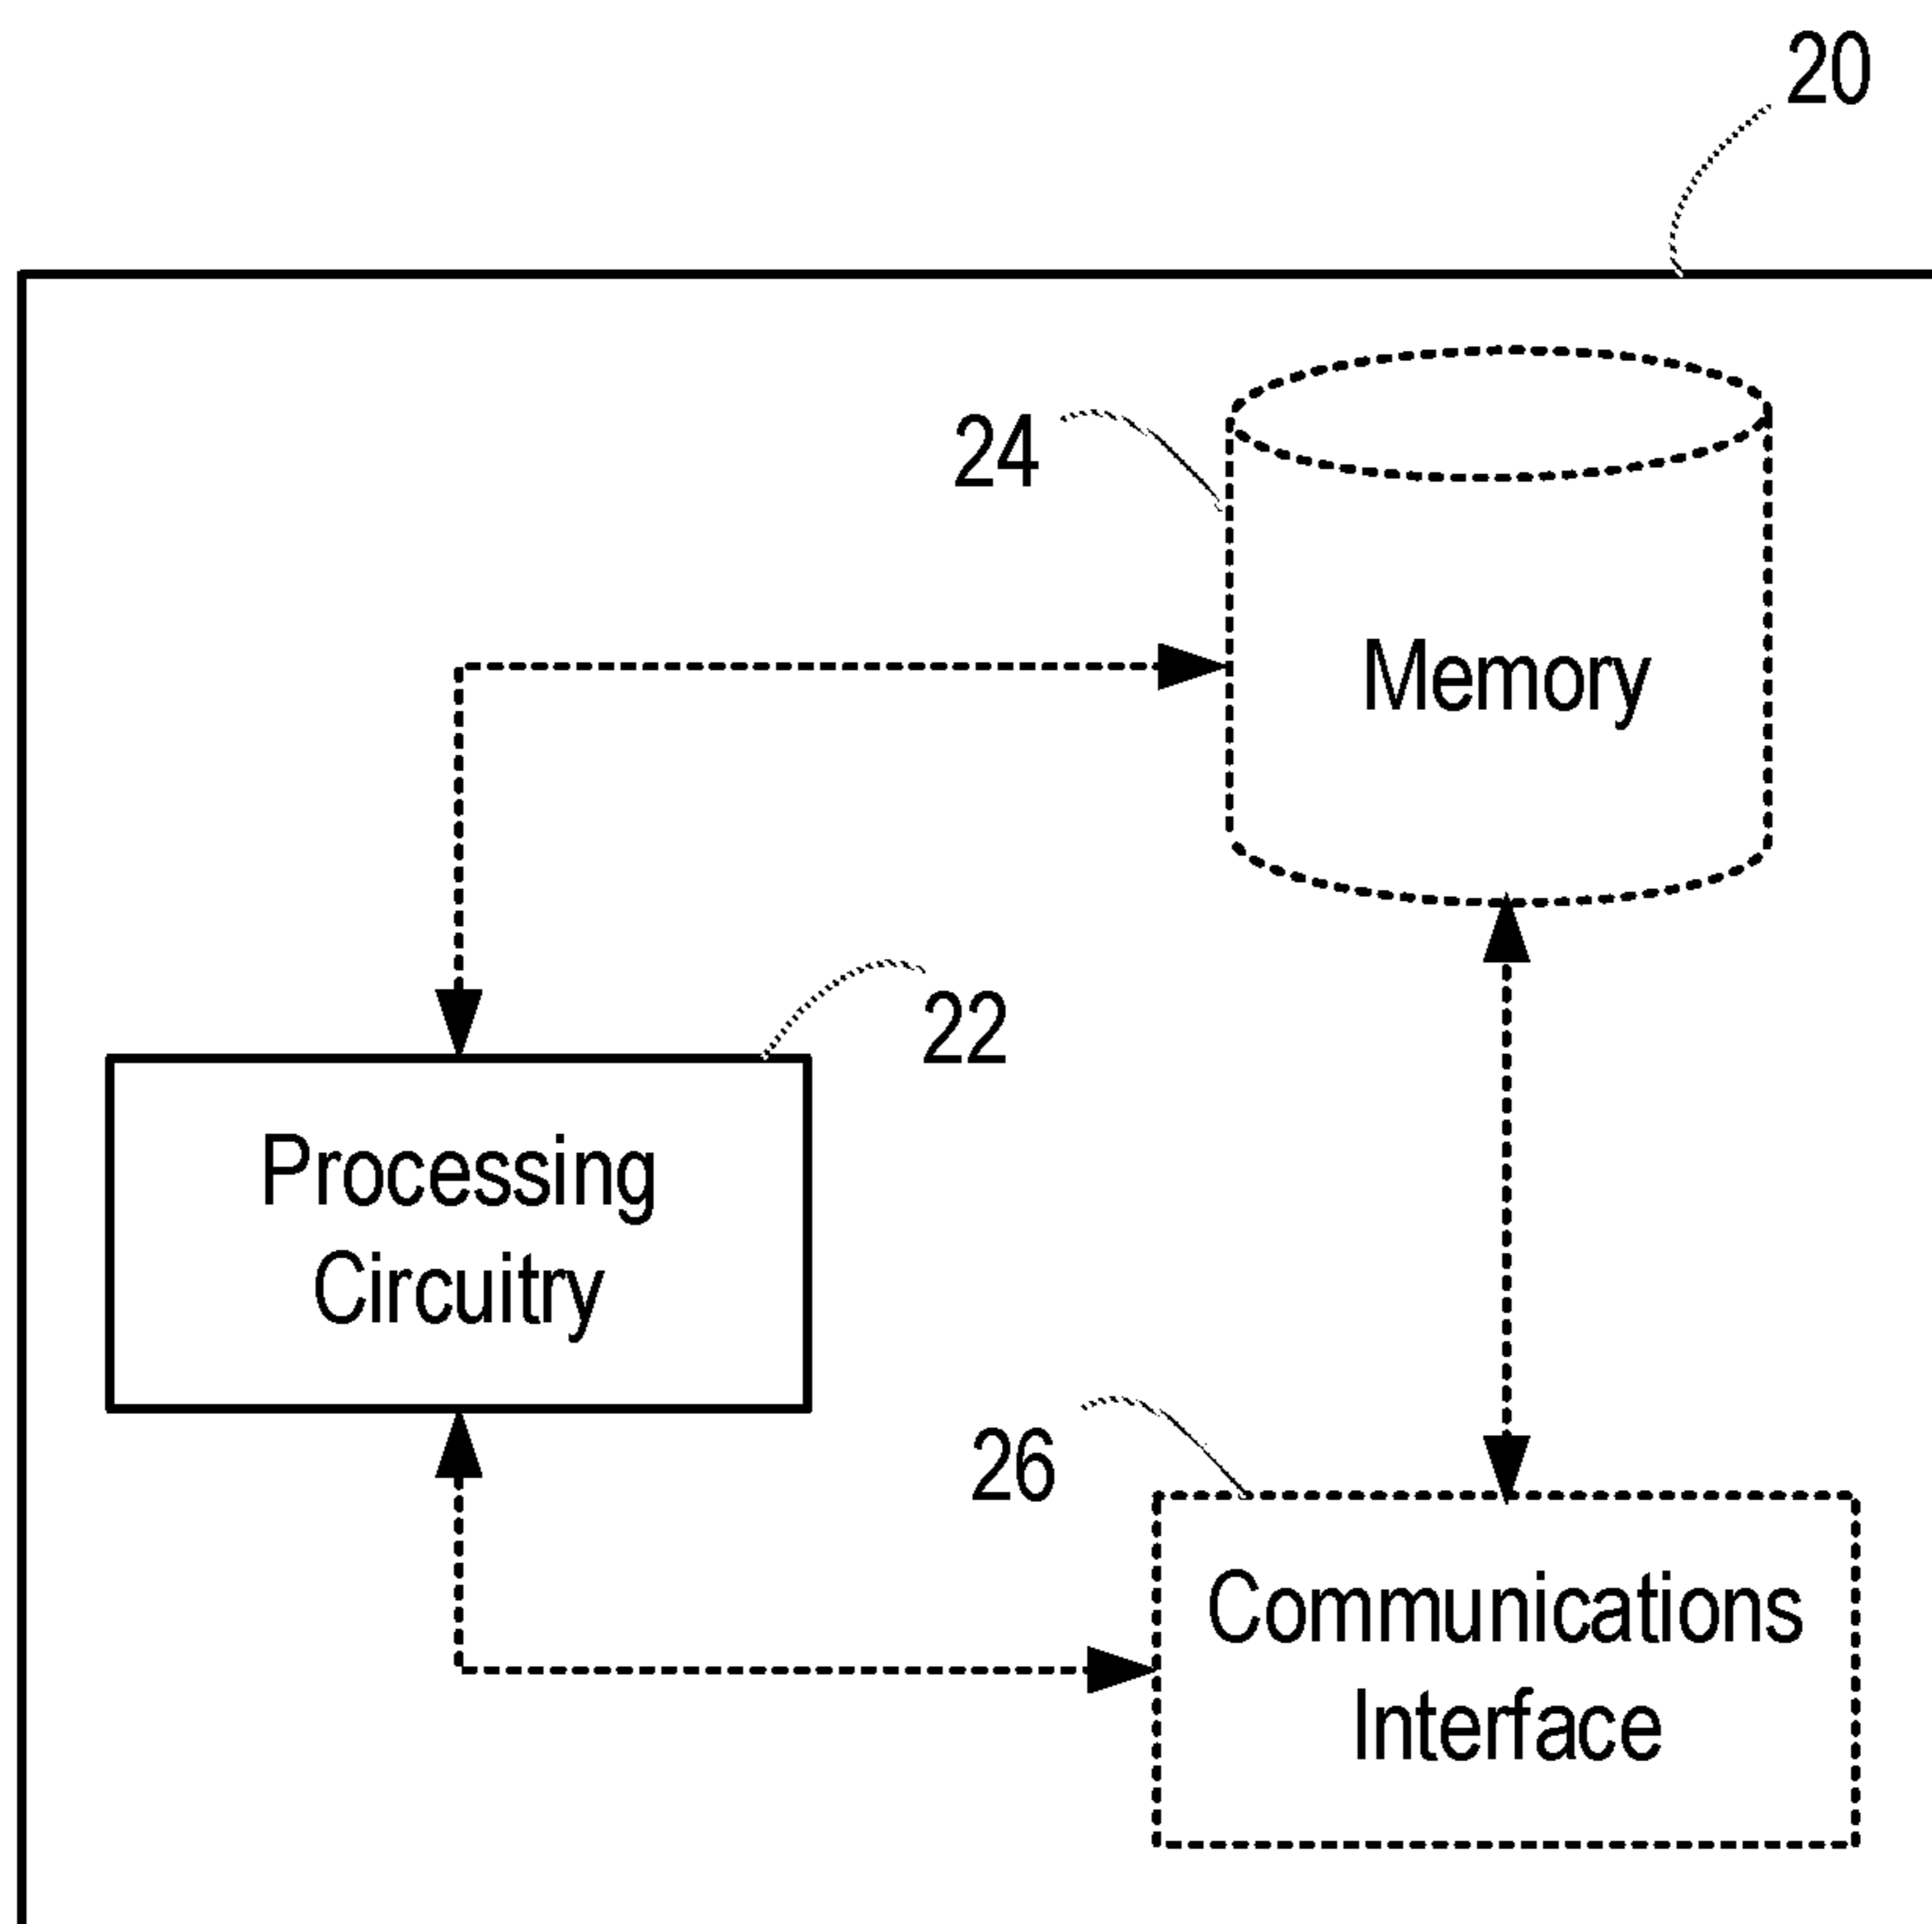 20
24
Memory
22
Processing
Circuitry
26
Communications
Interface